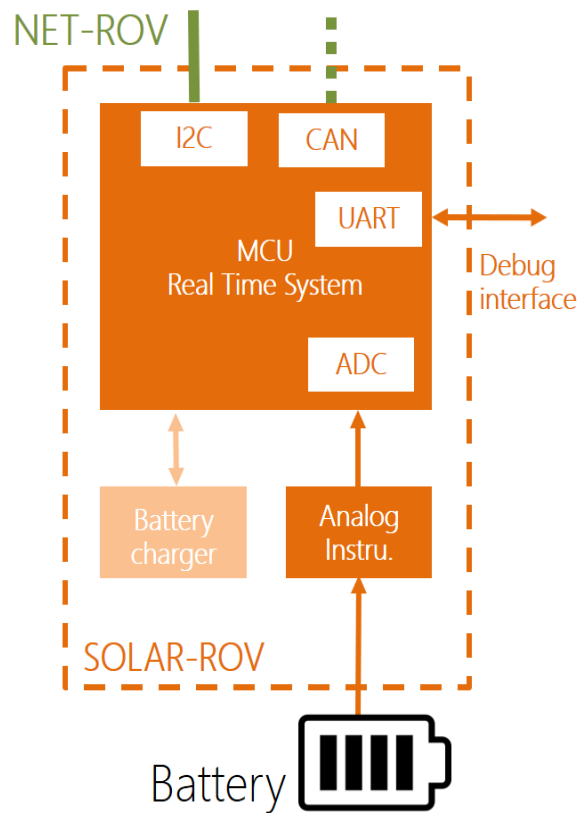 NET-ROV
I2C
CAN
UART
MCU
Real Time System
Debug
interface
ADC
Battery
charger
Analog
Instru.
SOLAR-ROV
Battery